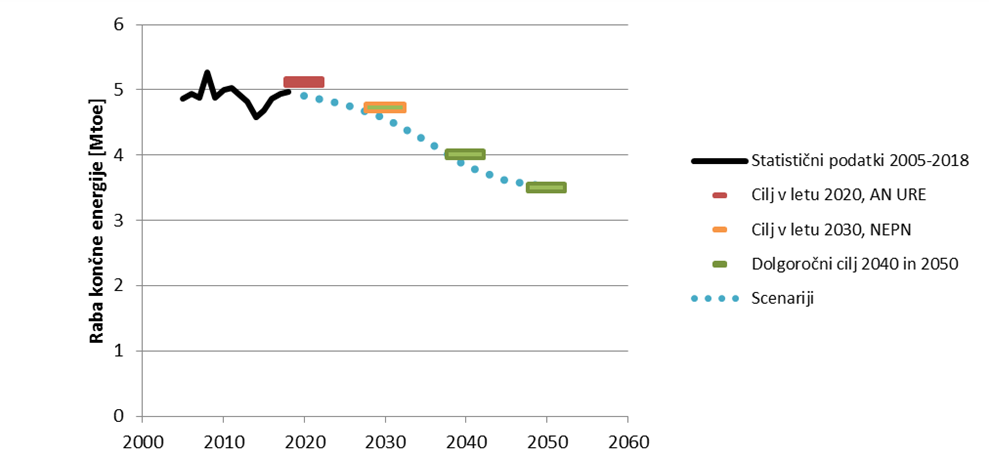 Raba končne energije [Mtoe]
6
5
4
3
2
1
0
2000 2010 2020 2030 2040 2050 2060
Statistični podatki 2005-2018
Cilj v letu 2020, AN URE
Cilj v letu 2030, NEPN
Dolgoročni cilj 2040 in 2050
Scenariji